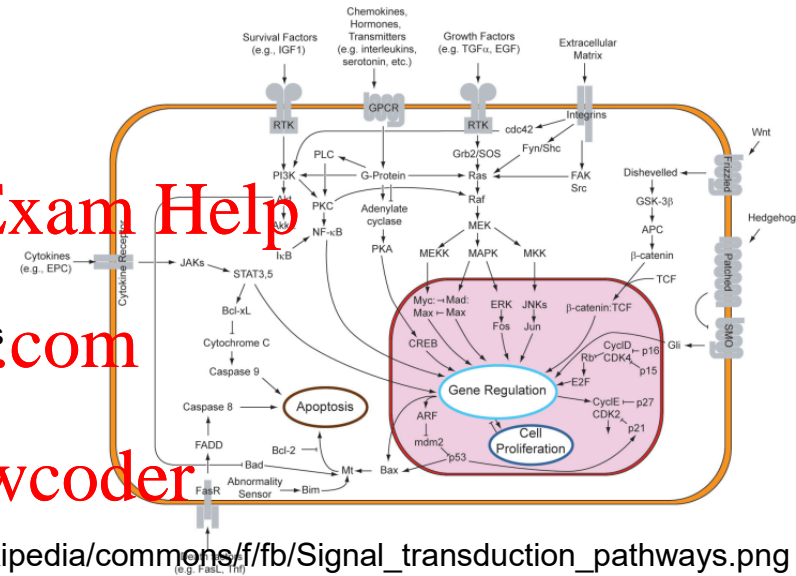 Chemokines,
Hormones,
Transmitters
(e.g. interleukins,
serotonin, etc.)
Survival Factors
(e.g., IGF1)
Growth Factors
(e.g. TGFα, EGF)
Extracellular
Matrix
GPCR
RTK
RTK
Integrins
cdc42
Wnt
PLC
Grb2/SOS
Fyn/Shc
Dishevelled
Frizzled
PI3K
G-Protein
Ras
FAK
Src
GSK-3β
Exam Help
Akt
PKC
Raf
Adenylate
cyclase
Hedgehog
Akkα
NF-κB
MEK
APC
IκB
PKA
MEKK
MAPK
MKK
β-catenin
Cytokines
(e.g., EPC)
Cytokine Receptor
JAKs
STAT3,5
TCF
Patched
Myc:
Max
Mad:
Max
ERK
JNKs
β-catenin:TCF
Bcl-xL
Fos
Jun
SMO
.com
Cytochrome C
CREB
Gli
CyclD
CDK4
p16
Rb
p15
Caspase 9
E2F
Gene Regulation
Caspase 8
Apoptosis
CyclE
CDK2
p27
ARF
p21
FADD
Cell
Proliferation
mdm2
Bcl-2
p53
Bad
Mt
Bax
wcoder
FasR
Abnormality
Sensor
Bim
ipedia/commons/f/fb/Signal_transduction_pathways.png
(e.g. FasL, Tnf)